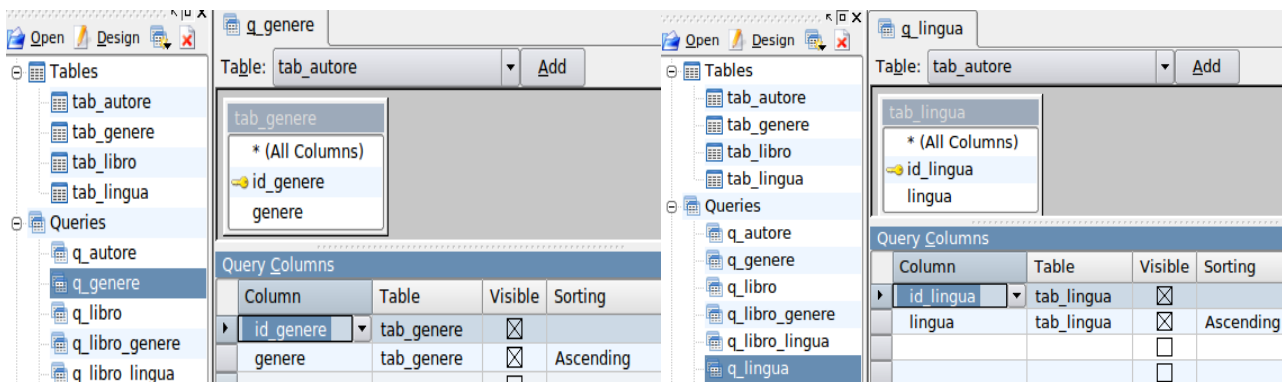 q_genere
Open Design
Table: tab_autore Add
Tables
tab_autore
tab_genere
tab_libro
tab_lingua
Queries
q_autore
q_genere
q_libro
q_libro_genere
q_libro_lingua
tab_genere
* (All Columns)
id_genere
genere
Query Columns
Column Table Visible Sorting
id_genere tab_genere
genere tab_genere Ascending
q_lingua
Open Design
Table: tab_autore Add
Tables
tab_autore
tab_genere
tab_libro
tab_lingua
Queries
q_autore
q_genere
q_libro
q_libro_genere
q_libro_lingua
q_lingua
tab_lingua
* (All Columns)
id_lingua
lingua
Query Columns
Column Table Visible Sorting
id_lingua tab_lingua
lingua tab_lingua Ascending